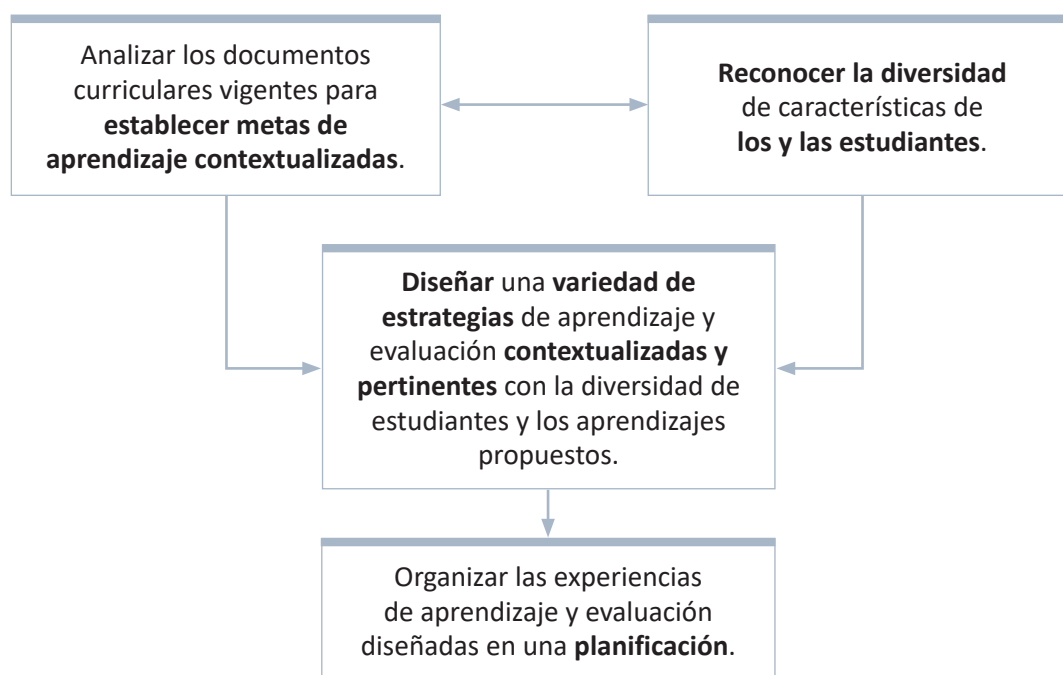 Analizar los documentos
curriculares vigentes para
establecer metas de
aprendizaje contextualizadas.
Reconocer la diversidad
de características de
los y las estudiantes.
Diseñar una variedad de
estrategias de aprendizaje y
evaluación contextualizadas y
pertinentes con la diversidad de
estudiantes y los aprendizajes
propuestos.
Organizar las experiencias
de aprendizaje y evaluación
diseñadas en una planificación.